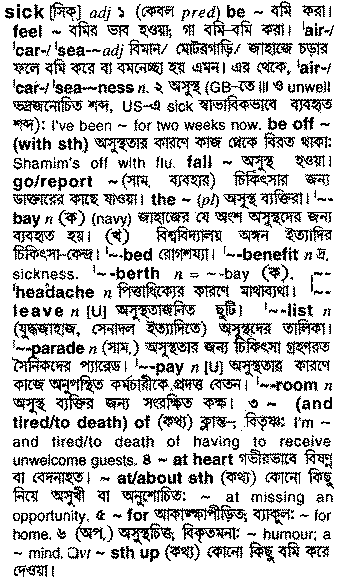 sick [সিক্] adj ১ (কেবল pred) be ~ বমি করা।
feel ~ বমির ভাব হওয়া; গা বমি-বমি করা। ˈair-/
ˈcar-/ ˈsea-~adj বিমান/ মোটরগাড়ি/ জাহাজে চড়ার
ফলে বমি করে বা বমনেচ্ছা হয় এমন। এর থেকে, ˈair-/
ˈcar-/ ˈsea-~ness n. ২ অসুস্থ (GB-তে ill ও unwell
ভদ্রজনোচিত শব্দ, US-এ sick স্বাভাবিকভাবে ব্যবহৃত
শব্দ): I've been ~ for two weeks now. be off ~
(with sth) অসুস্থতার কারণে কাজ থেকে বিরত থাকা:
Shamim's off with flu. fall ~ অসুস্থ হওয়া।
go/report ~ (সাম. ব্যবহার) চিকিৎসার জন্য
ডাক্তারের কাছে যাওয়া। the ~ (pl) অসুস্থ ব্যক্তিরা। ˈ~-
bay n (ক) (navy) জাহাজের যে অংশ অসুস্থদের জন্য
ব্যবহৃত হয়। (খ) বিশ্ববিদ্যালয় অঙ্গন ইত্যাদির
চিকিৎসা-কেন্দ্র। ˈ~-bed রোগশয্যা। ˈ~-benefit n দ্র.
sickness. ˈ~-berth n = ~-bay (ক). ˌ~-
ˈheadache n পিত্তাধিক্যের কারণে মাথাব্যথা। ˈ~-
leave n [U] অসুস্থতাজনিত ছুটি। ˈ~-list n
(যুদ্ধজাহাজ, সেনাদল ইত্যাদিতে) অসুস্থদের তালিকা।
ˈ~-parade n (সাম.) অসুস্থতার জন্য চিকিৎসা গ্রহণরত
সৈনিকদের প্যারেড। ˈ~-pay n [U] অসুস্থতার কারণে
কাজে অনুপস্থিত কর্মচারীকে প্রদত্ত বেতন। ˈ~-room n
অসুস্থ ব্যক্তির জন্য সংরক্ষিত কক্ষ। ৩ ~ (and
tired/to death) of (কথ্য) ক্লান্ত-, বিতৃষ্ণ: I'm ~
and tired/to death of having to receive
unwelcome guests. ৪ ~ at heart গভীরভাবে বিষণ্ন
বা বেদনাহত। ~ at/about sth (কথ্য) কোনো কিছু
নিয়ে অসুখী বা অনুশোচিত: ~ at missing an
opportunity. ৫ ~ for আকাঙ্ক্ষাপীড়িত; ব্যাকুল: ~ for
home. ৬ (অপ.) অসুস্থচিত্ত; বিকৃতমনা: ~ humour; a
~ mind. vt ~ sth up (কথ্য) কোনো কিছু বমি করে
দেওয়া।